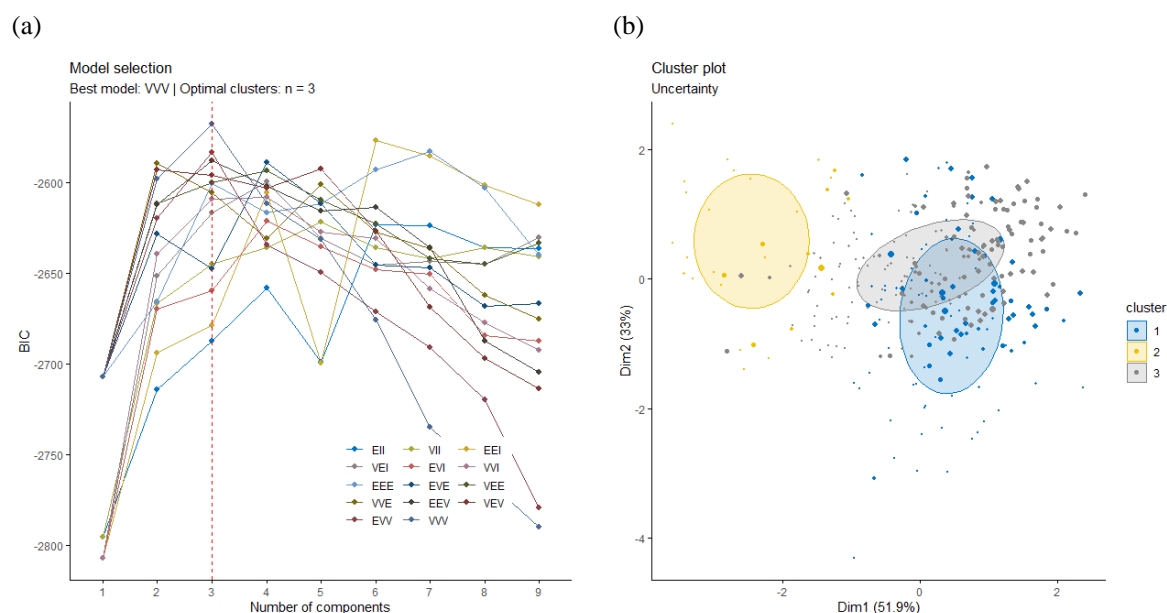 (a)
Model selection
Best model: VVV | Optimal clusters: n = 3
BIC
-2600
-2650
-2700
-2750
-2800
EII VII EEI
VEI EVI VVI
EEE EVE VEE
VVE EEV VEV
EVV VVV
1 2 3 4 5 6 7 8 9
Number of components
(b)
Cluster plot
Uncertainty
Dim2 (33%)
2
0
-2
-4
-2 0 2
Dim1 (51.9%)
cluster
1
2
3